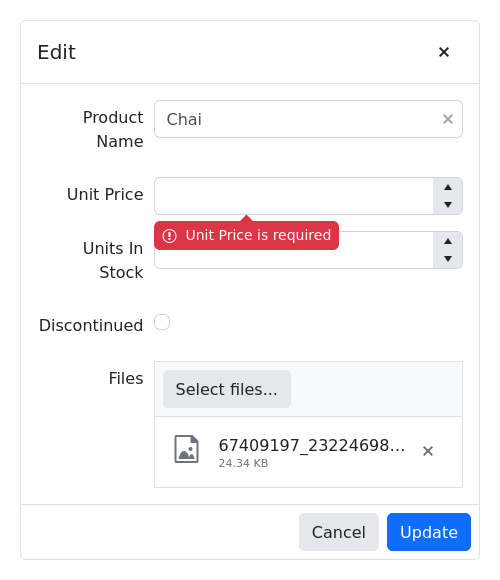 Edit
Product
Name
Chai
Unit Price
Unit Price is required
Units In
Stock
Discontinued
Files
Select files...
67409197_23224698...
24.34 KB
Cancel
Update